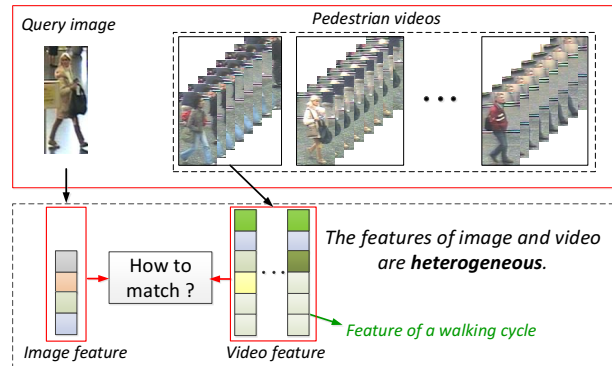 Query image
Pedestrian videos
The features of image and video
are heterogeneous.
How to
match ?
Feature of a walking cycle
Image feature
Video feature